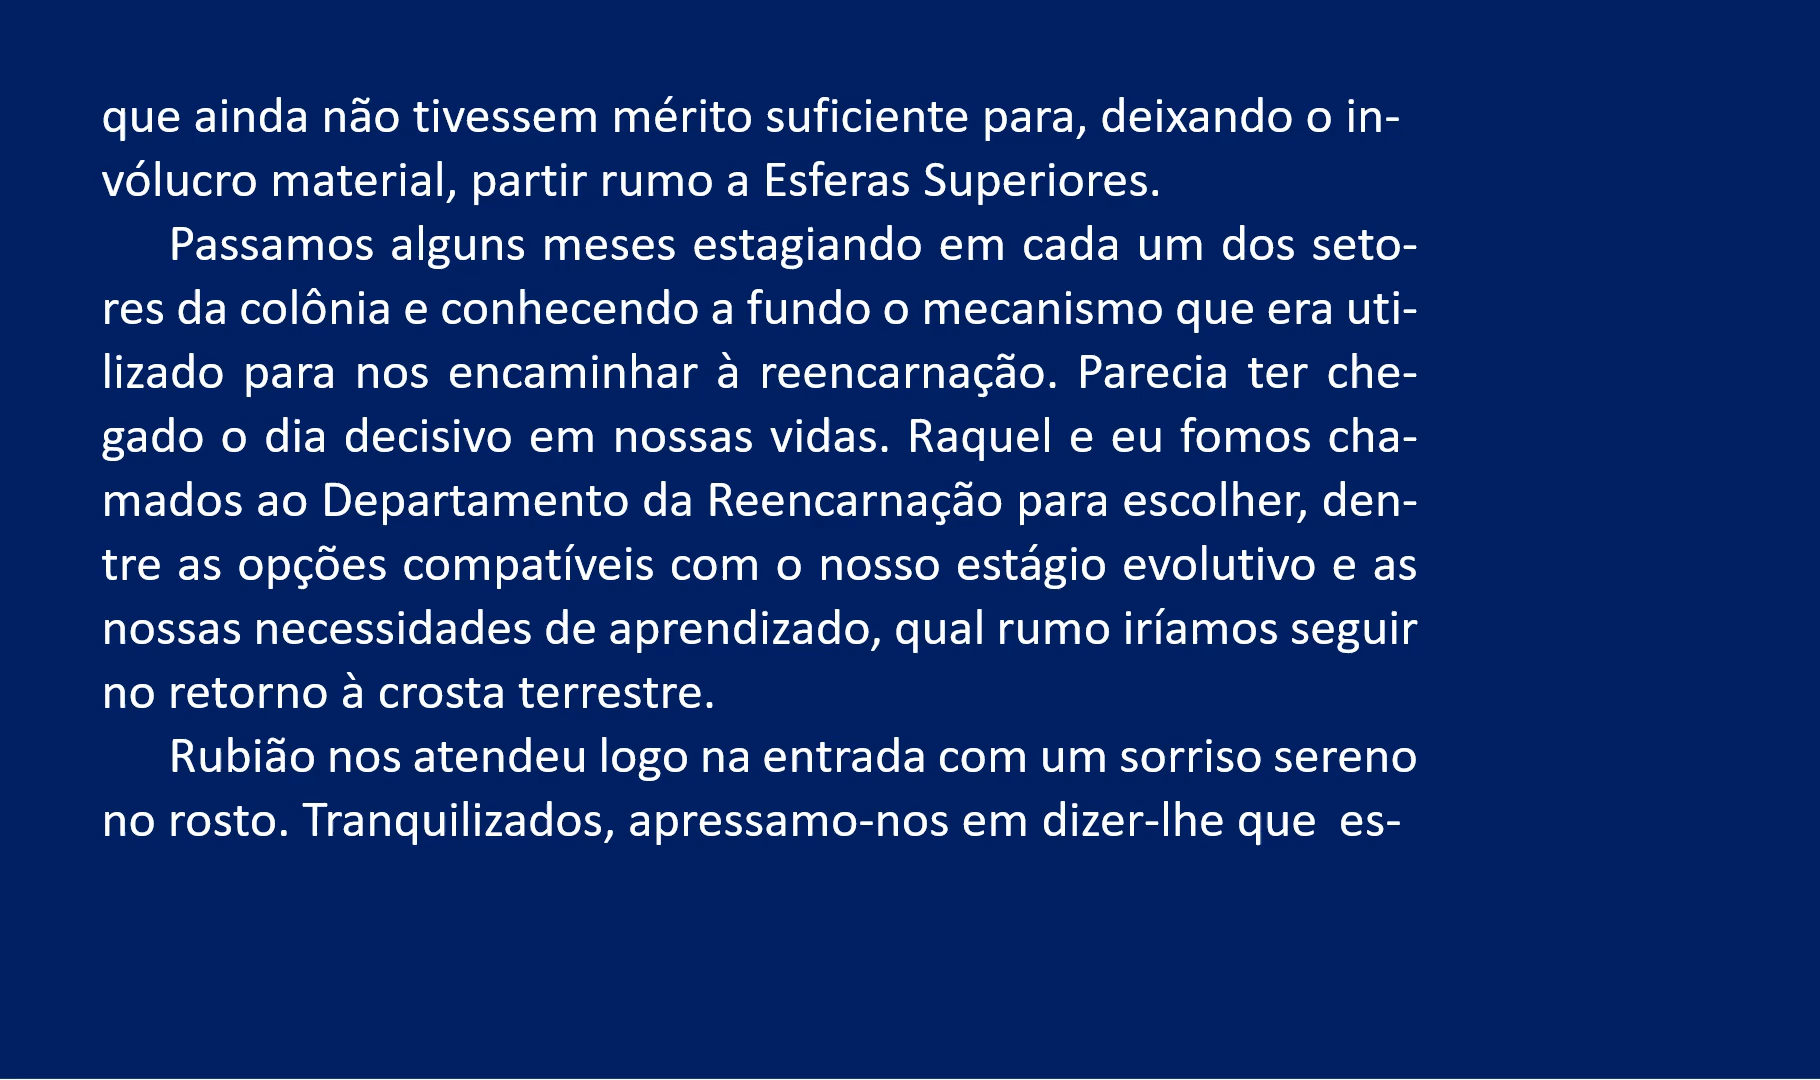 que ainda não tivessem mérito suficiente para, deixando o in-
vólucro material, partir rumo a Esferas Superiores.
Passamos alguns meses estagiando em cada um dos seto-
res da colônia e conhecendo a fundo o mecanismo que era uti-
lizado para nos encaminhar à reencarnação. Parecia ter che-
gado o dia decisivo em nossas vidas. Raquel e eu fomos cha-
mados ao Departamento da Reencarnação para escolher, den-
tre as opções compatíveis com o nosso estágio evolutivo e as
nossas necessidades de aprendizado, qual rumo iríamos seguir
no retorno à crosta terrestre.
Rubião nos atendeu logo na entrada com um sorriso sereno
no rosto. Tranquilizados, apressamo-nos em dizer-lhe que es-